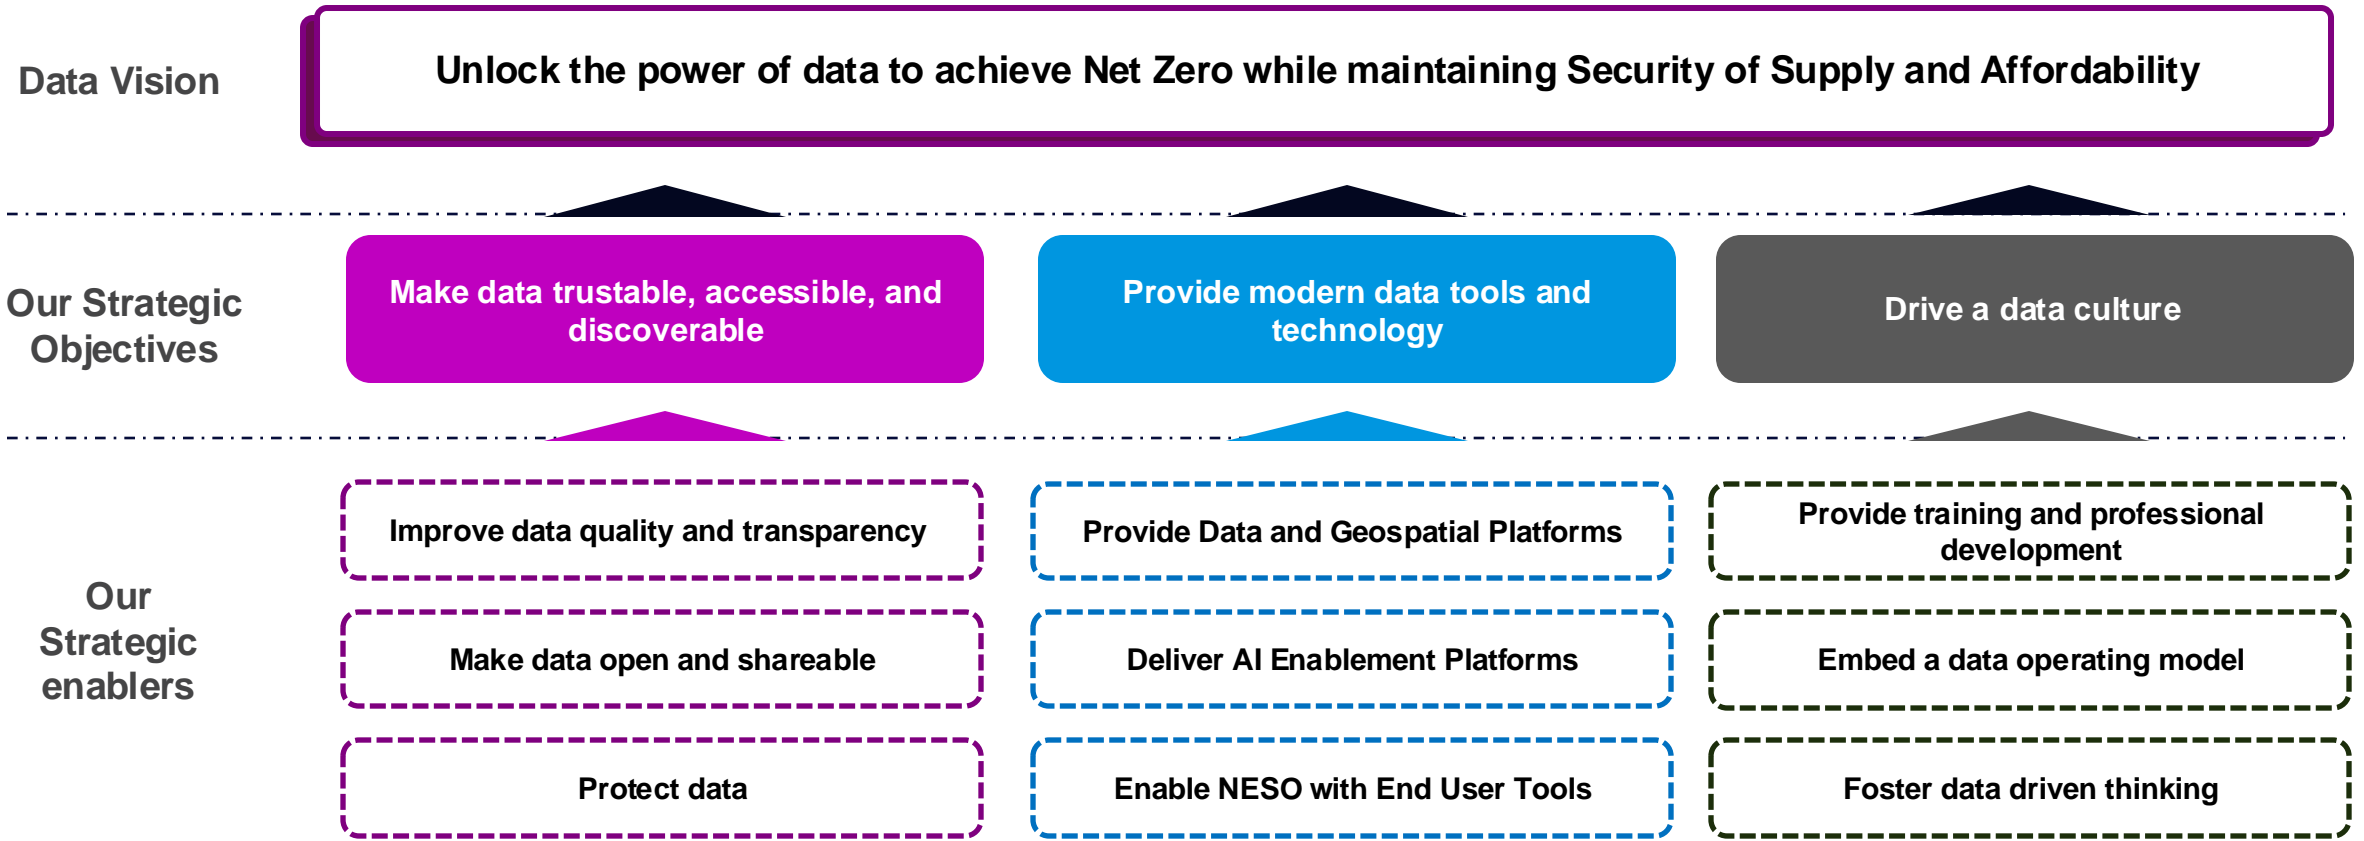 Data Vision
Unlock the power of data to achieve Net Zero while maintaining Security of Supply and Affordability
Our Strategic
Objectives
Make data trustable, accessible, and
discoverable
Provide modern data tools and
technology
Drive a data culture
Our
Strategic
enablers
Improve data quality and transparency
Provide Data and Geospatial Platforms
Provide training and professional
development
Make data open and shareable
Deliver AI Enablement Platforms
Embed a data operating model
Protect data
Enable NESO with End User Tools
Foster data driven thinking